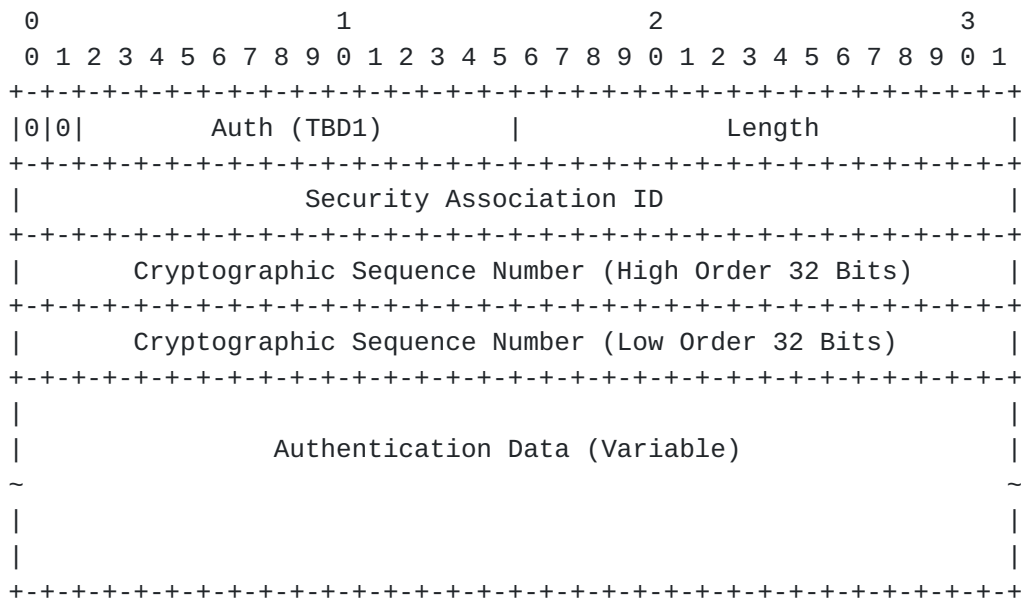 0                   1                   2                   3
 0 1 2 3 4 5 6 7 8 9 0 1 2 3 4 5 6 7 8 9 0 1 2 3 4 5 6 7 8 9 0 1
+-+-+-+-+-+-+-+-+-+-+-+-+-+-+-+-+-+-+-+-+-+-+-+-+-+-+-+-+-+-+-+-+
|0|0|        Auth (TBD1)        |             Length            |
+-+-+-+-+-+-+-+-+-+-+-+-+-+-+-+-+-+-+-+-+-+-+-+-+-+-+-+-+-+-+-+-+
|                  Security Association ID                      |
+-+-+-+-+-+-+-+-+-+-+-+-+-+-+-+-+-+-+-+-+-+-+-+-+-+-+-+-+-+-+-+-+
|       Cryptographic Sequence Number (High Order 32 Bits)      |
+-+-+-+-+-+-+-+-+-+-+-+-+-+-+-+-+-+-+-+-+-+-+-+-+-+-+-+-+-+-+-+-+
|       Cryptographic Sequence Number (Low Order 32 Bits)       |
+-+-+-+-+-+-+-+-+-+-+-+-+-+-+-+-+-+-+-+-+-+-+-+-+-+-+-+-+-+-+-+-+
|                                                               |
|                Authentication Data (Variable)                 |
~                                                               ~
|                                                               |
|                                                               |
+-+-+-+-+-+-+-+-+-+-+-+-+-+-+-+-+-+-+-+-+-+-+-+-+-+-+-+-+-+-+-+-+